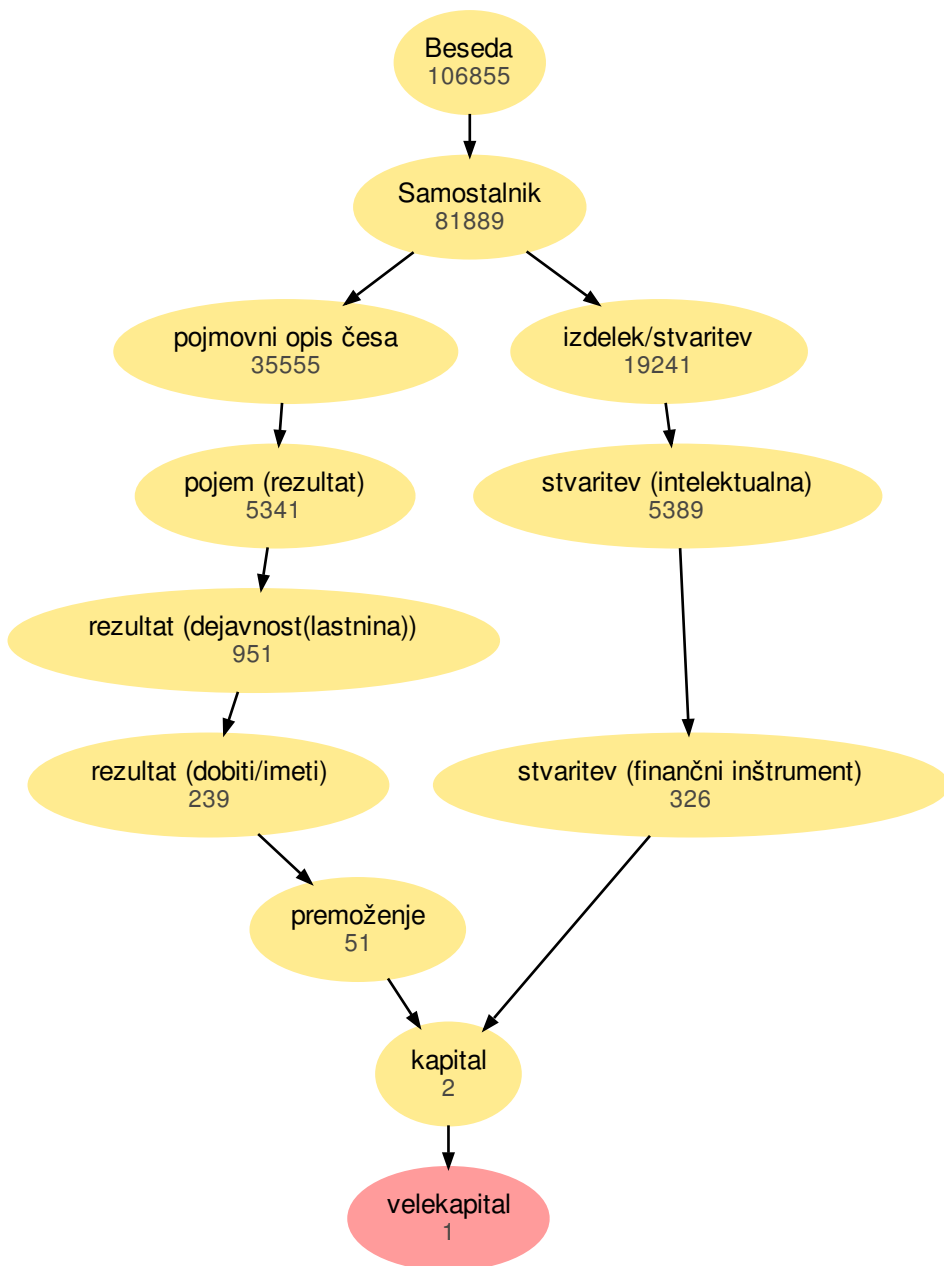 Beseda
106855
Samostalnik
81889
pojmovni opis česa
35555
izdelek/stvaritev
19241
pojem (rezultat)
5341
stvaritev (intelektualna)
5389
rezultat (dejavnost(lastnina))
951
rezultat (dobiti/imeti)
239
stvaritev (finančni inštrument)
326
premoženje
51
kapital
2
velekapital
1